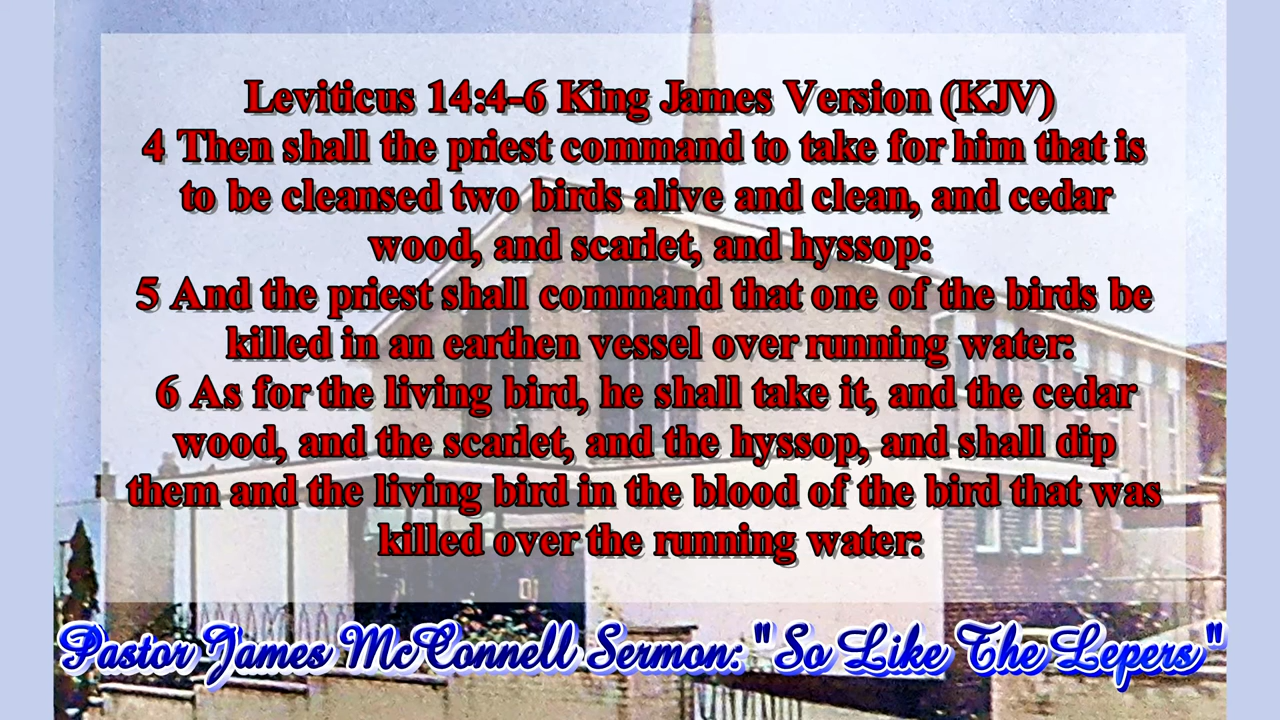 Leviticus 14:4-6 King James Version (KJV)
4 Then shall the priest command to take for him that is
to be cleansed two birds alive and clean, and cedar
wood, and scarlet, and hyssop:
5 And the priest shall command that one of the birds be
killed in an earthen vessel over running water:
6 As for the living bird, he shall take it, and the cedar
wood, and the scarlet, and the hyssop, and shall dip
them and the living bird in the blood of the bird that was
killed over the running water:
Pastor James McConnell Sermon: "So Like The Lepers"